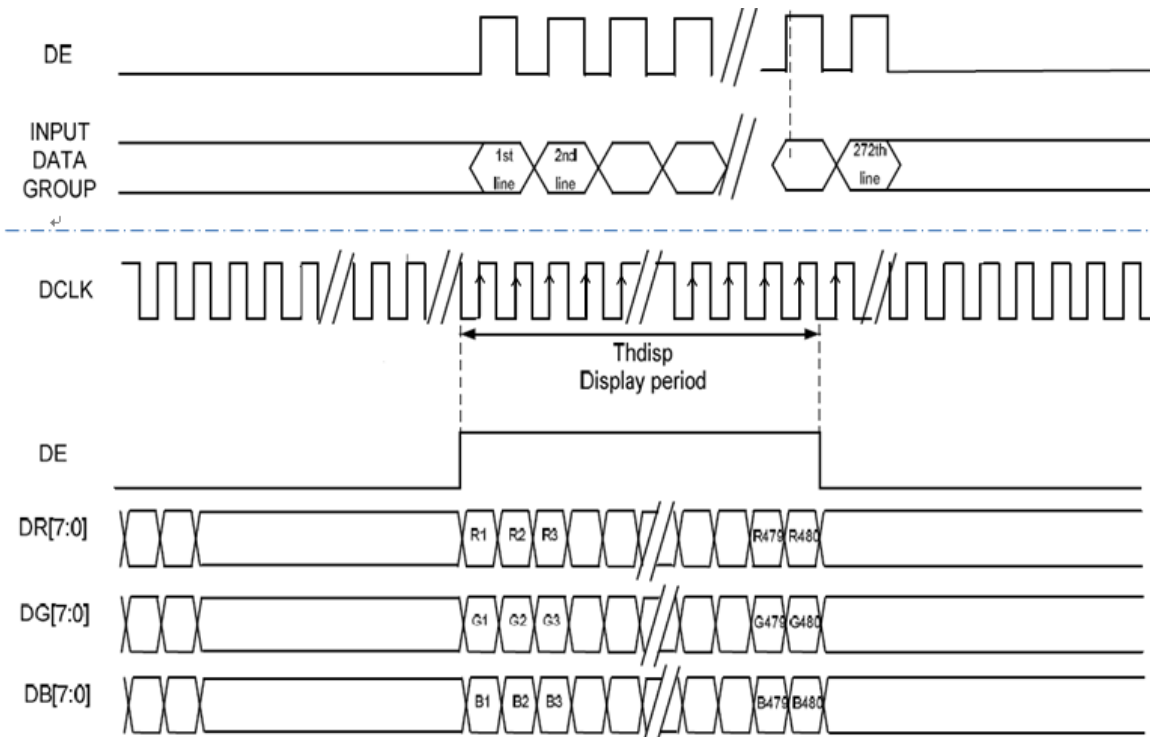 DE
INPUT
DATA
GROUP
1st
line
2nd
line
272th
line
DCLK
Thdisp
Display period
DE
DR[7:0]
R1 R2 R3 R479 R480
DG[7:0]
G1 G2 G3 G479 G480
DB[7:0]
B1 B2 B3 B479 B480